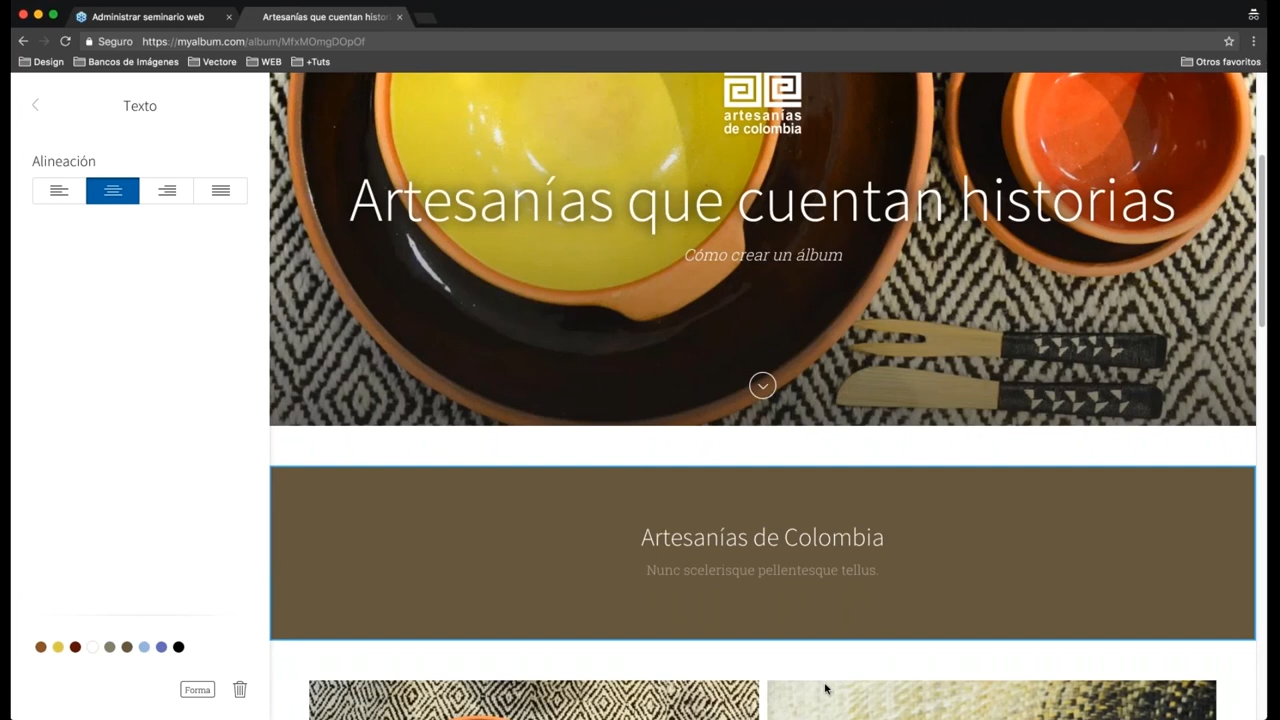 Administrar seminario web
Artesanías que cuentan histori
Seguro
https://myalbum.com/album/MfxMOmgDOpOf
Design
Bancos de Imágenes
Vectore
WEB
+Tuts
Otros favoritos
Texto
Alineación
artesanías
de colombia
Artesanías que cuentan historias
Cómo crear un álbum
Artesanías de Colombia
Nunc scelerisque pellentesque tellus.
Forma